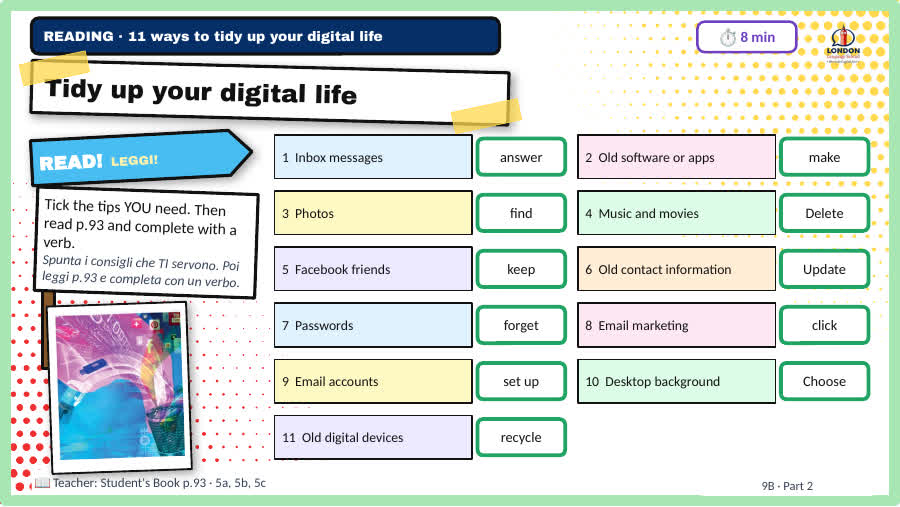 READING · 11 ways to tidy up your digital life
⏱️ 8 min
LONDON
Tidy up your digital life
READ! LEGGI!
Tick the tips YOU need. Then
read p.93 and complete with a
verb.
Spunta i consigli che TI servono. Poi
leggi p.93 e completa con un verbo.
1 Inbox messages
answer
2 Old software or apps
make
3 Photos
find
4 Music and movies
Delete
5 Facebook friends
keep
6 Old contact information
Update
7 Passwords
forget
8 Email marketing
click
9 Email accounts
set up
10 Desktop background
Choose
11 Old digital devices
recycle
📖 Teacher: Student's Book p.93 · 5a, 5b, 5c
9B · Part 2